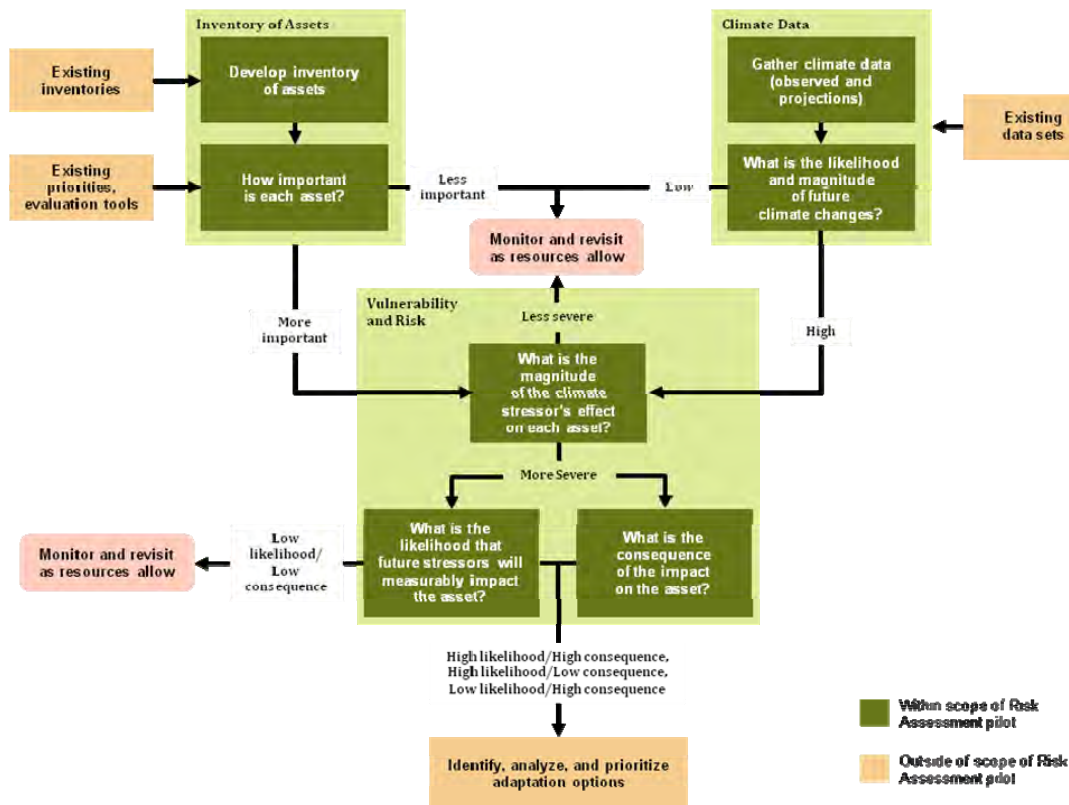 Inventory of Assets
Climate Data
Existing
inventories
Develop inventory
of assets
Gather climate data
(observed and
projections)
Existing
data sets
Existing
priorities,
evaluation tools
How important
is each asset?
Less
important
Low
What is the likelihood
and magnitude
of future
climate changes?
Monitor and revisit
as resources allow
Vulnerability
and Risk
Less severe
More
important
High
What is the
magnitude
of the climate
stressor's effect
on each asset?
More Severe
Monitor and revisit
as resources allow
Low
likelihood/
Low
consequence
What is the
likelihood that
future stressors will
measurably impact
the asset?
What is the
consequence
of the impact
on the asset?
High likelihood/High consequence,
High likelihood/Low consequence,
Low likelihood/High consequence
Identify, analyze, and prioritize
adaptation options
Within scope of Risk
Assessment pilot
Outside of scope of Risk
Assessment pilot